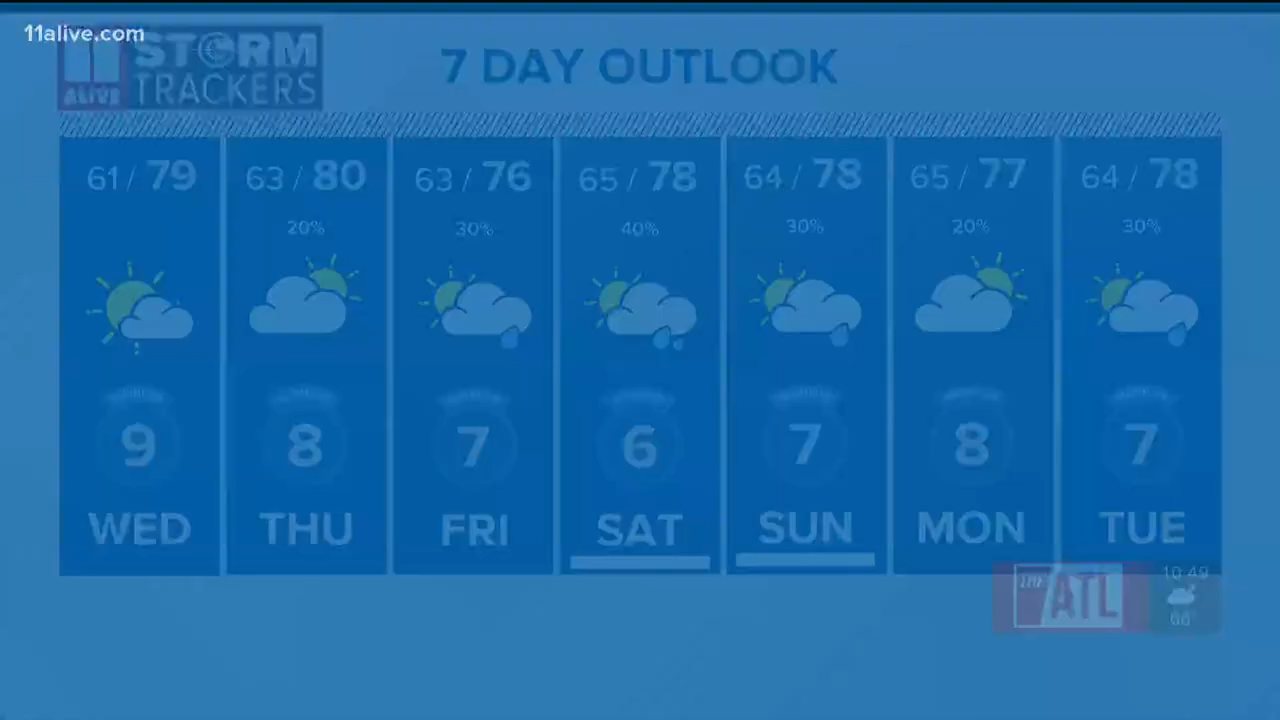 11alive.com
11 ALIVE
STORM
TRACKERS
7 DAY OUTLOOK
61 / 79
63 / 80
63 / 76
65 / 78
64 / 78
65 / 77
64 / 78
20%
30%
40%
30%
20%
30%
9
8
7
6
7
8
7
WED
THU
FRI
SAT
SUN
MON
TUE
THE
ATL
10:49